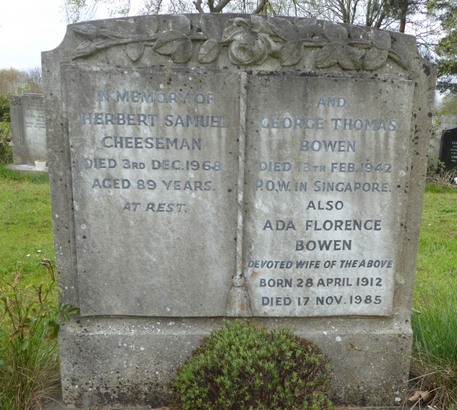 IN MEMORY OF
HERBERT SAMUEL
CHEESEMAN
DIED 3RD DEC. 1968
AGED 89 YEARS.
AT REST.
AND
GEORGE THOMAS
BOWEN
DIED 13TH FEB. 1942
P.O.W. IN SINGAPORE.
ALSO
ADA FLORENCE
BOWEN
DEVOTED WIFE OF THE ABOVE
BORN 28 APRIL 1912
DIED 17 NOV. 1985